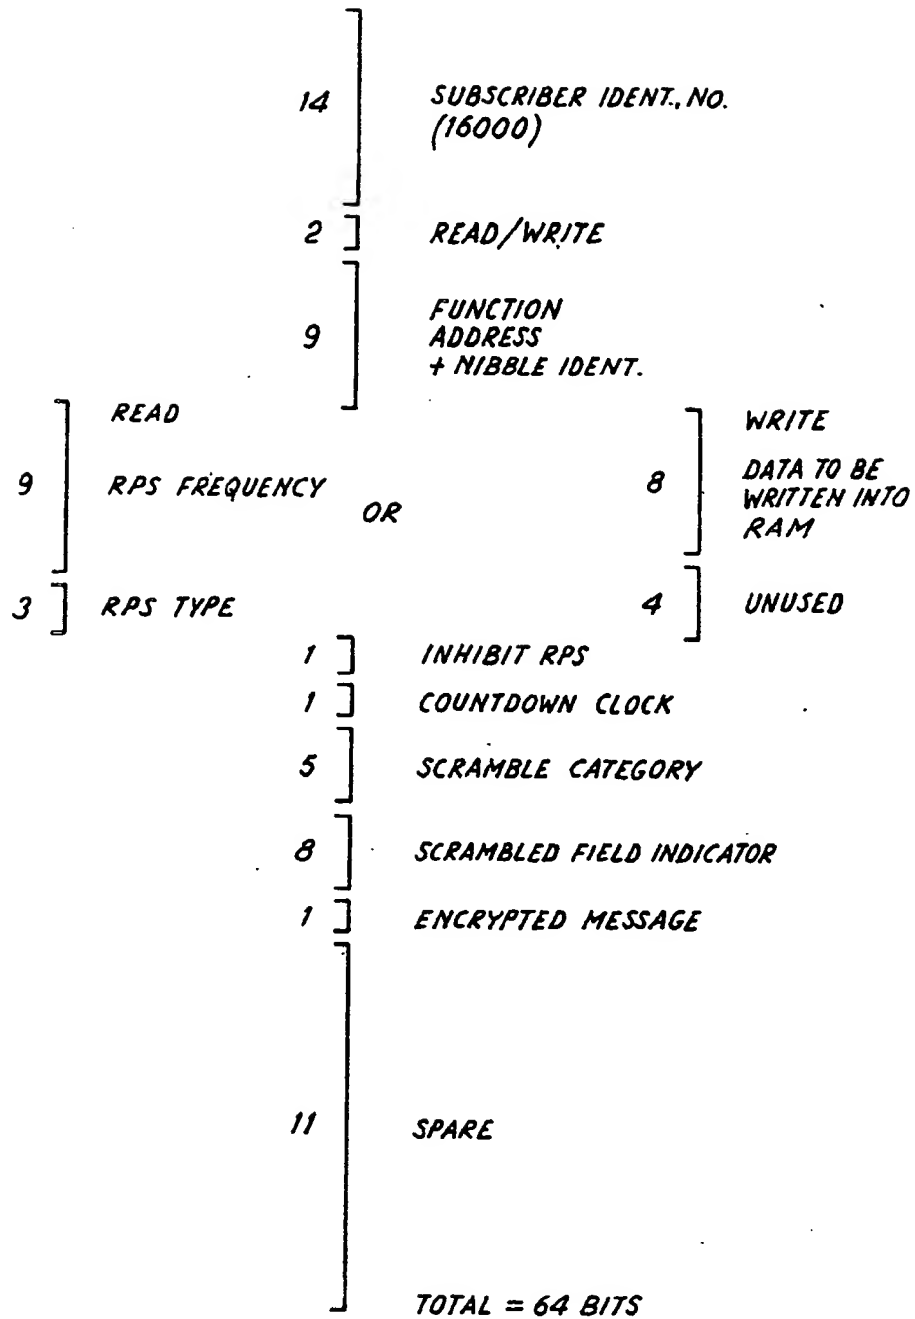 14 SUBSCRIBER IDENT., NO.
(16000)
2 READ/WRITE
9 FUNCTION
ADDRESS
+ NIBBLE IDENT.
READ
9 RPS FREQUENCY
OR
WRITE
8 DATA TO BE
WRITTEN INTO
RAM
3 RPS TYPE
4 UNUSED
1 INHIBIT RPS
1 COUNTDOWN CLOCK
5 SCRAMBLE CATEGORY
8 SCRAMBLED FIELD INDICATOR
1 ENCRYPTED MESSAGE
11 SPARE
TOTAL = 64 BITS